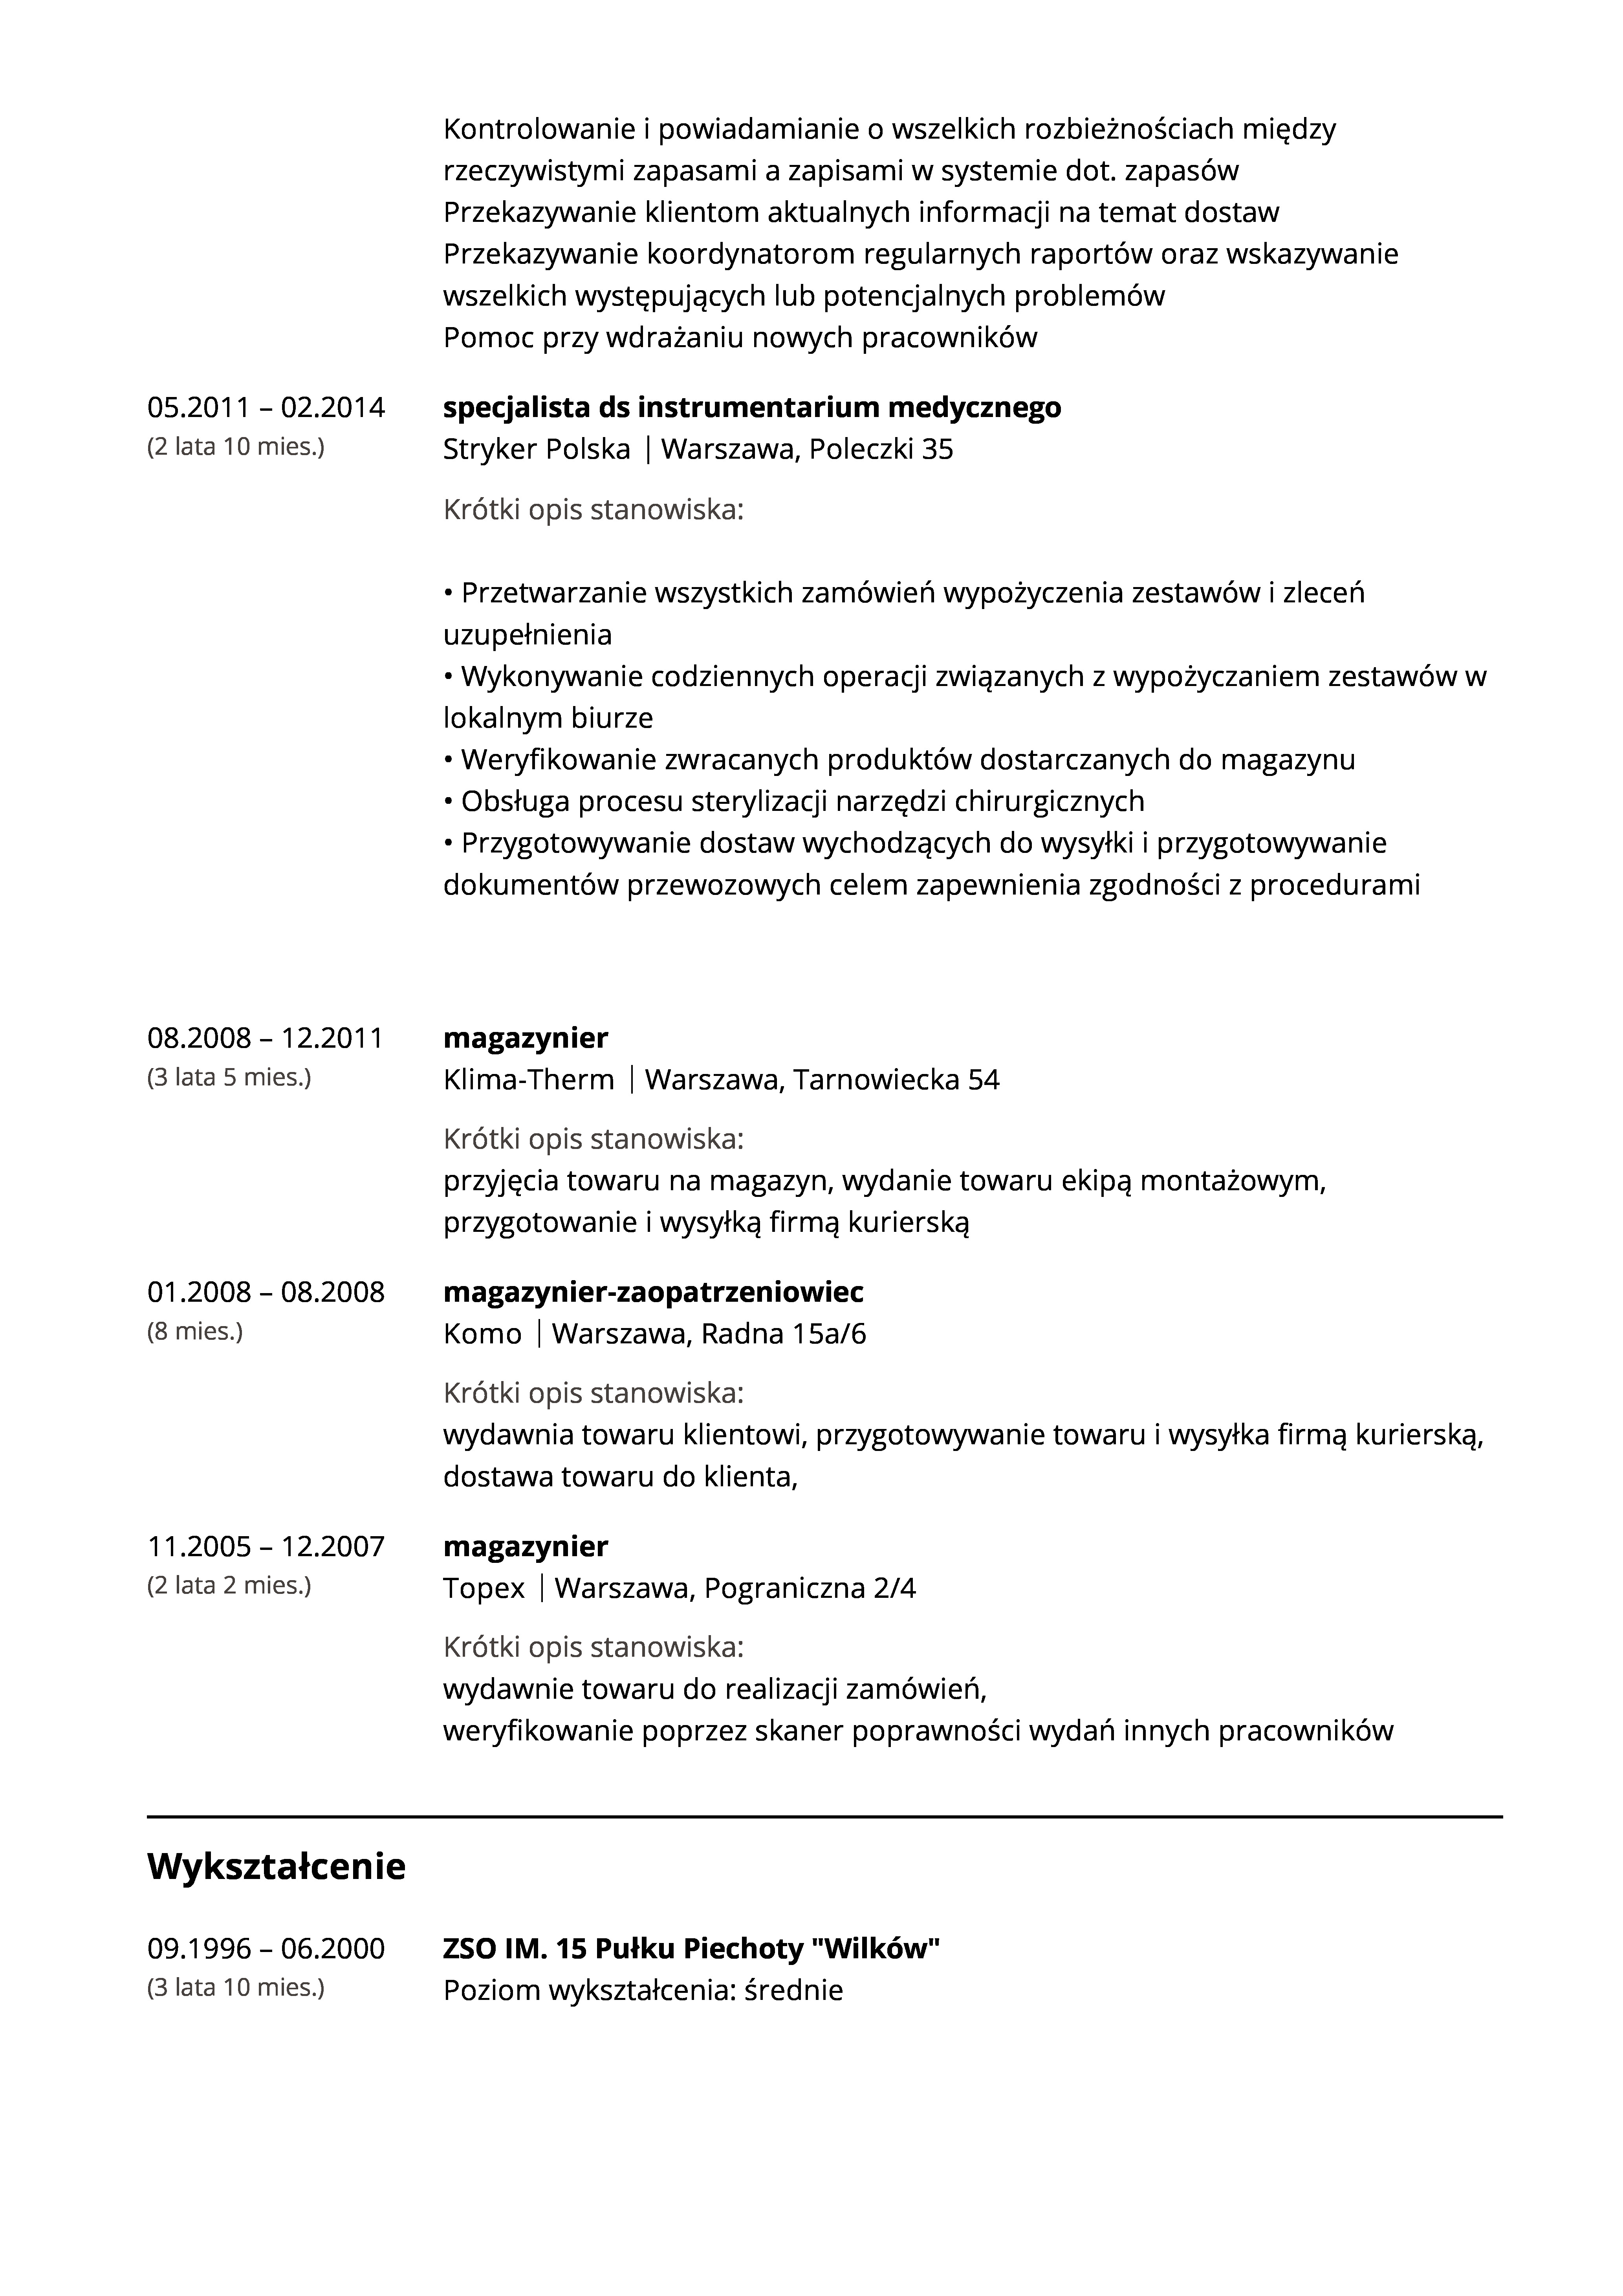 Kontrolowanie i powiadamianie o wszelkich rozbieżnościach między
rzeczywistymi zapasami a zapisami w systemie dot. zapasów
Przekazywanie klientom aktualnych informacji na temat dostaw
Przekazywanie koordynatorom regularnych raportów oraz wskazywanie
wszelkich występujących lub potencjalnych problemów
Pomoc przy wdrażaniu nowych pracowników
05.2011 – 02.2014
(2 lata 10 mies.)
specjalista ds instrumentarium medycznego
Stryker Polska | Warszawa, Poleczki 35
Krótki opis stanowiska:
• Przetwarzanie wszystkich zamówień wypożyczenia zestawów i zleceń
uzupełnienia
• Wykonywanie codziennych operacji związanych z wypożyczaniem zestawów w
lokalnym biurze
• Weryfikowanie zwracanych produktów dostarczanych do magazynu
• Obsługa procesu sterylizacji narzędzi chirurgicznych
• Przygotowywanie dostaw wychodzących do wysyłki i przygotowywanie
dokumentów przewozowych celem zapewnienia zgodności z procedurami
08.2008 – 12.2011
(3 lata 5 mies.)
magazynier
Klima-Therm | Warszawa, Tarnowiecka 54
Krótki opis stanowiska:
przyjęcia towaru na magazyn, wydanie towaru ekipą montażowym,
przygotowanie i wysyłką firmą kurierską
01.2008 – 08.2008
(8 mies.)
magazynier-zaopatrzeniowiec
Komo | Warszawa, Radna 15a/6
Krótki opis stanowiska:
wydawnia towaru klientowi, przygotowywanie towaru i wysyłka firmą kurierską,
dostawa towaru do klienta,
11.2005 – 12.2007
(2 lata 2 mies.)
magazynier
Topex | Warszawa, Pograniczna 2/4
Krótki opis stanowiska:
wydawnie towaru do realizacji zamówień,
weryfikowanie poprzez skaner poprawności wydań innych pracowników
Wykształcenie
09.1996 – 06.2000
(3 lata 10 mies.)
ZSO IM. 15 Pułku Piechoty "Wilków"
Poziom wykształcenia: średnie